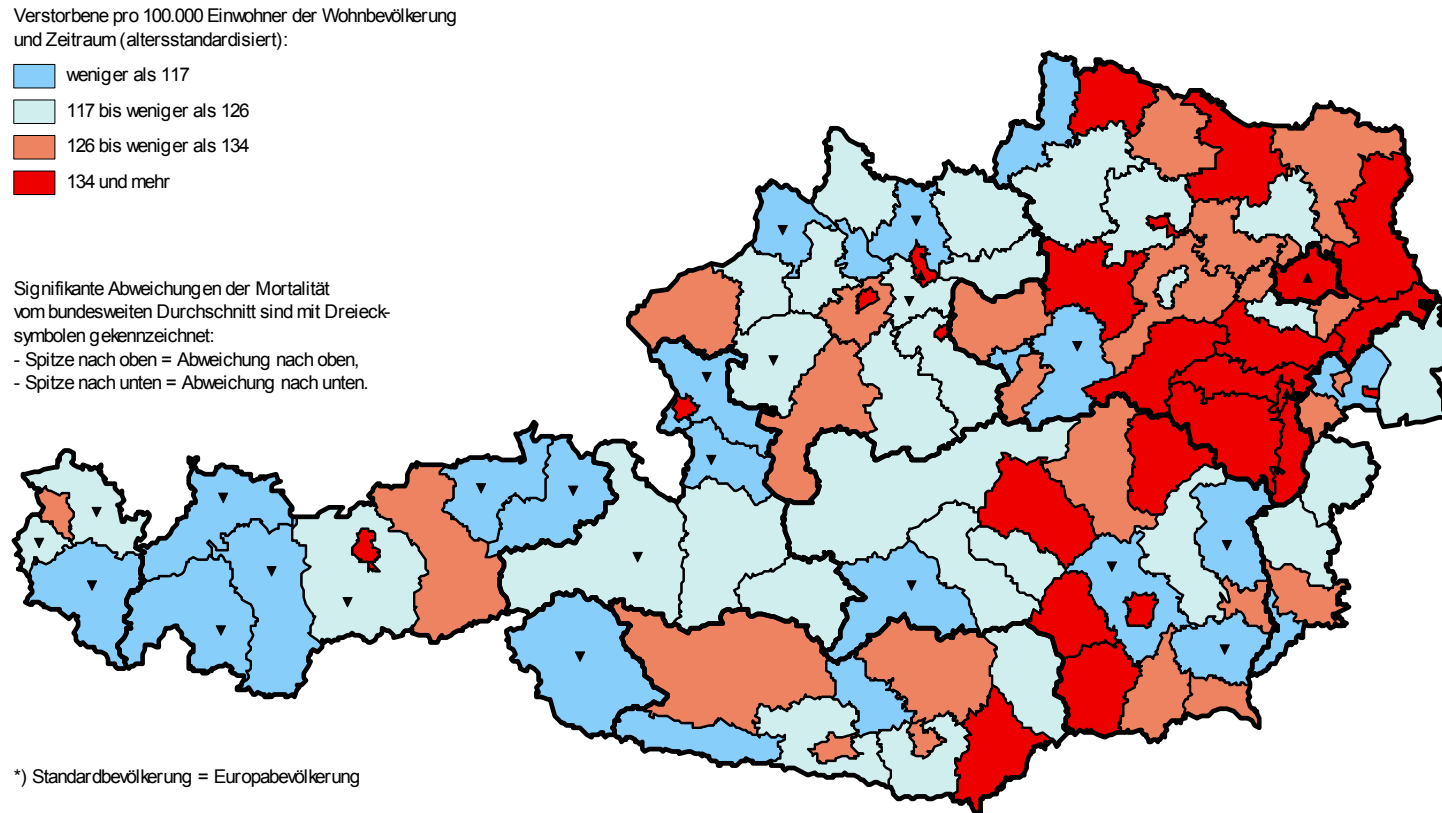 Verstorbene pro 100.000 Einwohner der Wohnbevölkerung
und Zeitraum (altersstandardisiert):
weniger als 117
117 bis weniger als 126
126 bis weniger als 134
134 und mehr
Signifikante Abweichungen der Mortalität
vom bundesweiten Durchschnitt sind mit Dreieck-
symbolen gekennzeichnet:
- Spitze nach oben = Abweichung nach oben,
- Spitze nach unten = Abweichung nach unten.
*) Standardbevölkerung = Europabevölkerung